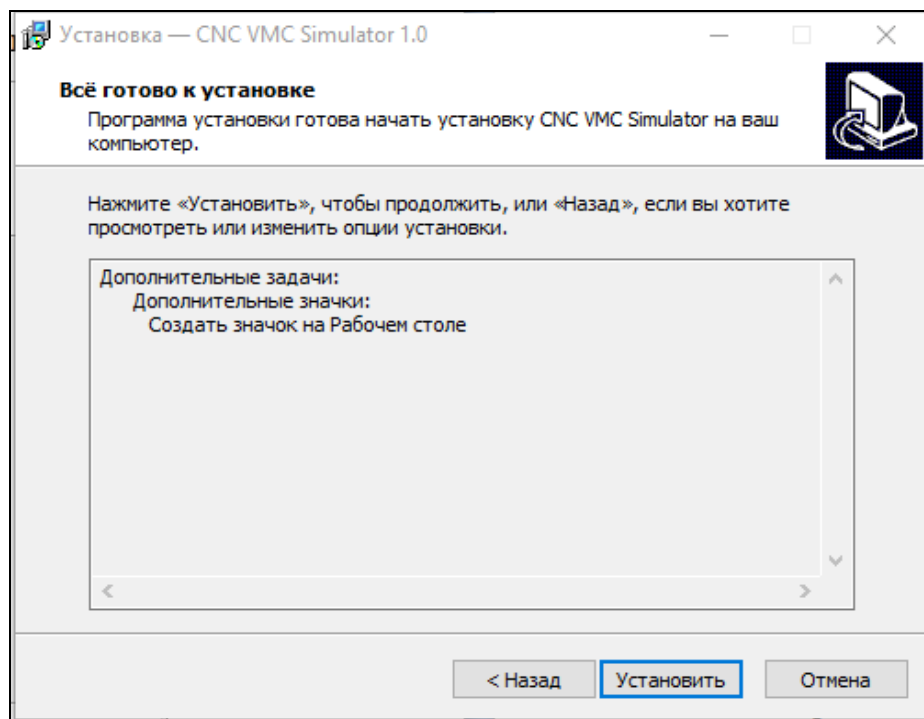 Установка — CNC VMC Simulator 1.0
Всё готово к установке
Программа установки готова начать установку CNC VMC Simulator на ваш
компьютер.
Нажмите «Установить», чтобы продолжить, или «Назад», если вы хотите
просмотреть или изменить опции установки.
Дополнительные задачи:
Дополнительные значки:
Создать значок на Рабочем столе
< Назад
Установить
Отмена